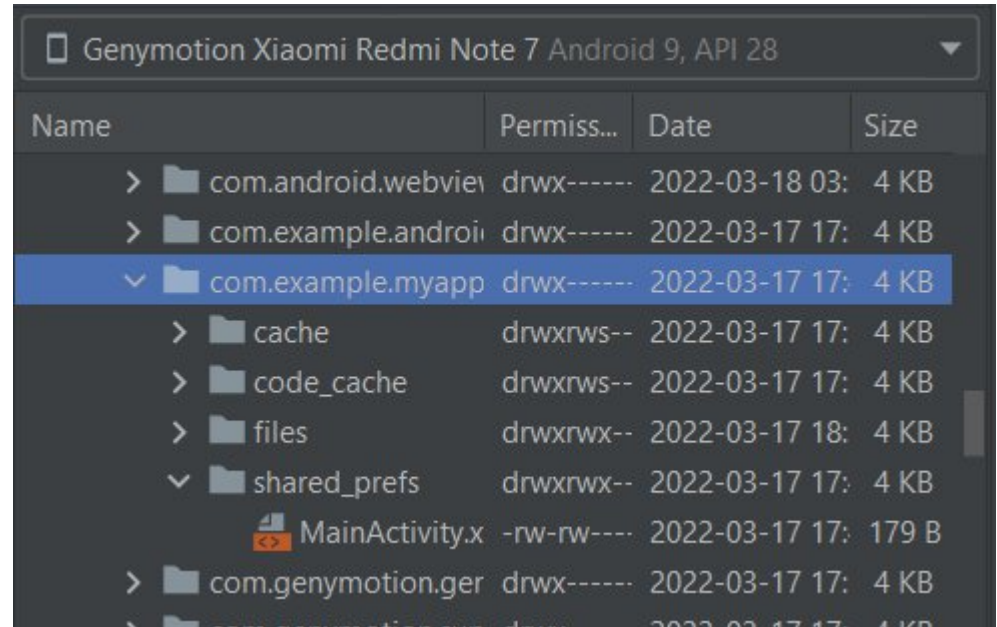 Genymotion Xiaomi Redmi Note 7 Android 9, API 28
Name Permiss... Date Size
com.android.webview drwx------ 2022-03-18 03: 4 KB
com.example.androi drwx------ 2022-03-17 17: 4 KB
com.example.myapp drwx------ 2022-03-17 17: 4 KB
cache drwxrws-- 2022-03-17 17: 4 KB
code_cache drwxrws-- 2022-03-17 17: 4 KB
files drwxrwx-- 2022-03-17 18: 4 KB
shared_prefs drwxrwx-- 2022-03-17 17: 4 KB
MainActivity.x -rw-rw---- 2022-03-17 17: 179 B
com.genymotion.ger drwx------ 2022-03-17 17: 4 KB